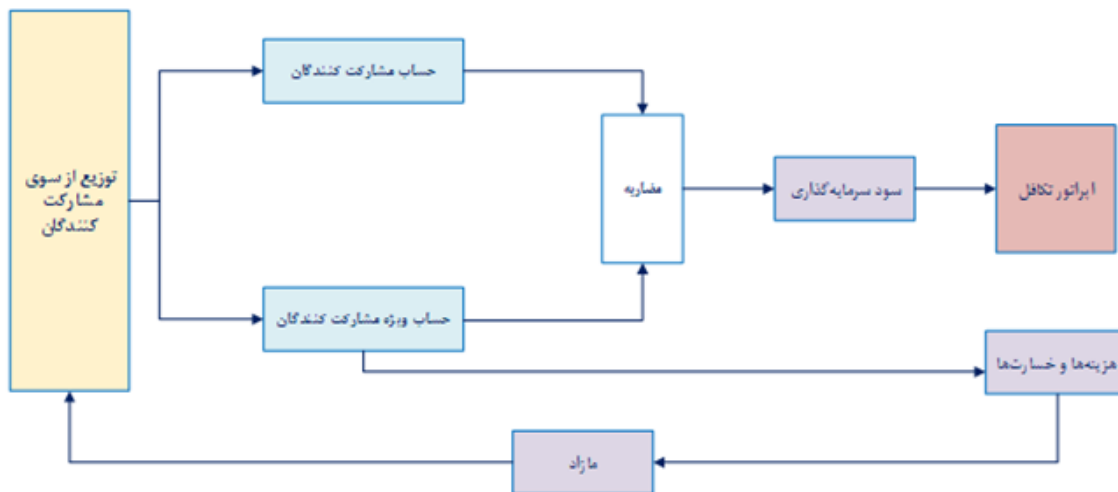 حساب مشارکت کنندگان
توزیع از سوی
مشارکت
کنندگان
مضاربه
سود سرمایه‌گذاری
اپراتور تکافل
حساب ویژه مشارکت کنندگان
هزینه‌ها و خسارت‌ها
مازاد